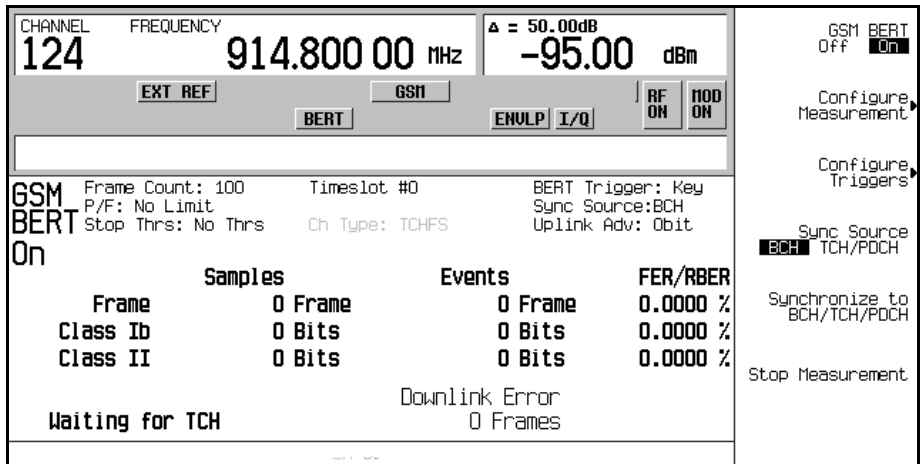 CHANNEL FREQUENCY Δ = 50.00dB
124 914.800 00 MHz -95.00 dBm
EXT REF GSM RF ON MOD ON
BERT ENVLP I/Q
GSM BERT On
Frame Count: 100 Timeslot #0 BERT Trigger: Key
P/F: No Limit Sync Source:BCH
Stop Thrs: No Thrs Ch Type: TCHFS Uplink Adv: 0bit
Samples Events FER/RBER
Frame 0 Frame 0 Frame 0.0000 %
Class Ib 0 Bits 0 Bits 0.0000 %
Class II 0 Bits 0 Bits 0.0000 %
Downlink Error
Waiting for TCH 0 Frames
GSM BERT
Off On
Configure
Measurement
Configure
Triggers
Sync Source
BCH TCH/PDCH
Synchronize to
BCH/TCH/PDCH
Stop Measurement